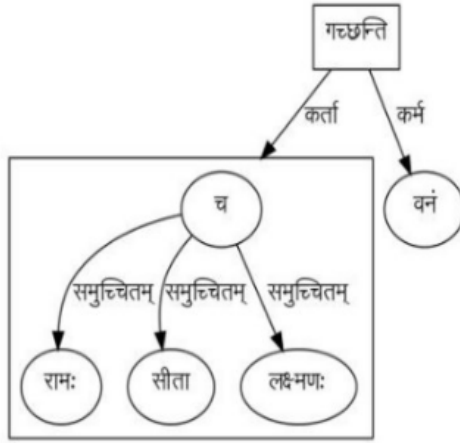 गच्छन्ति
कर्ता कर्म
च वनं
समुच्चितम् समुच्चितम् समुच्चितम्
रामः सीता लक्ष्मणः